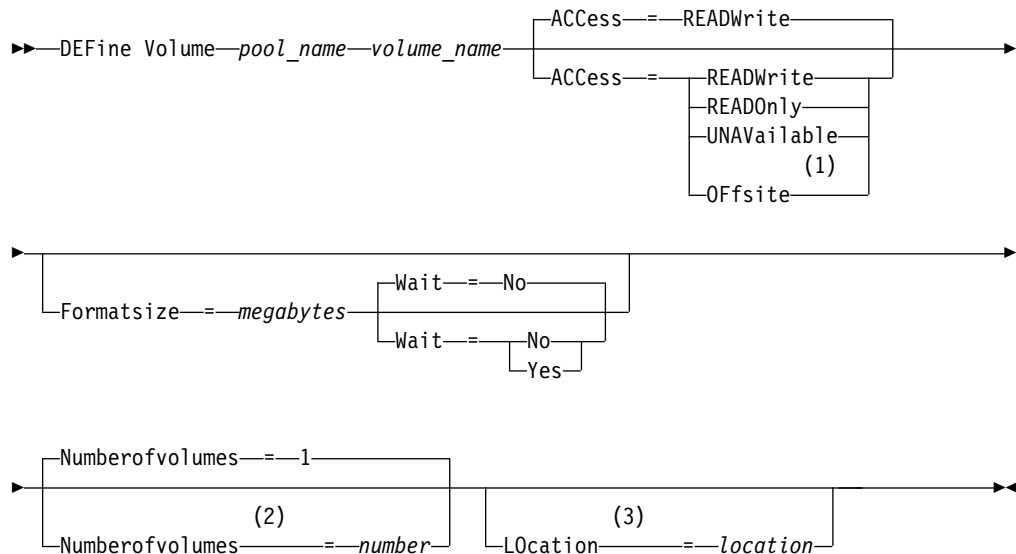 ACCess = READWrite
DEFine Volume pool_name volume_name
ACCess = READWrite
READOnly
UNAVailable
(1)
OFfsite
Wait = No
Formatsize = megabytes
Wait = No
Yes
Numberofvolumes = 1
(2) (3)
Numberofvolumes = number LOcation = location